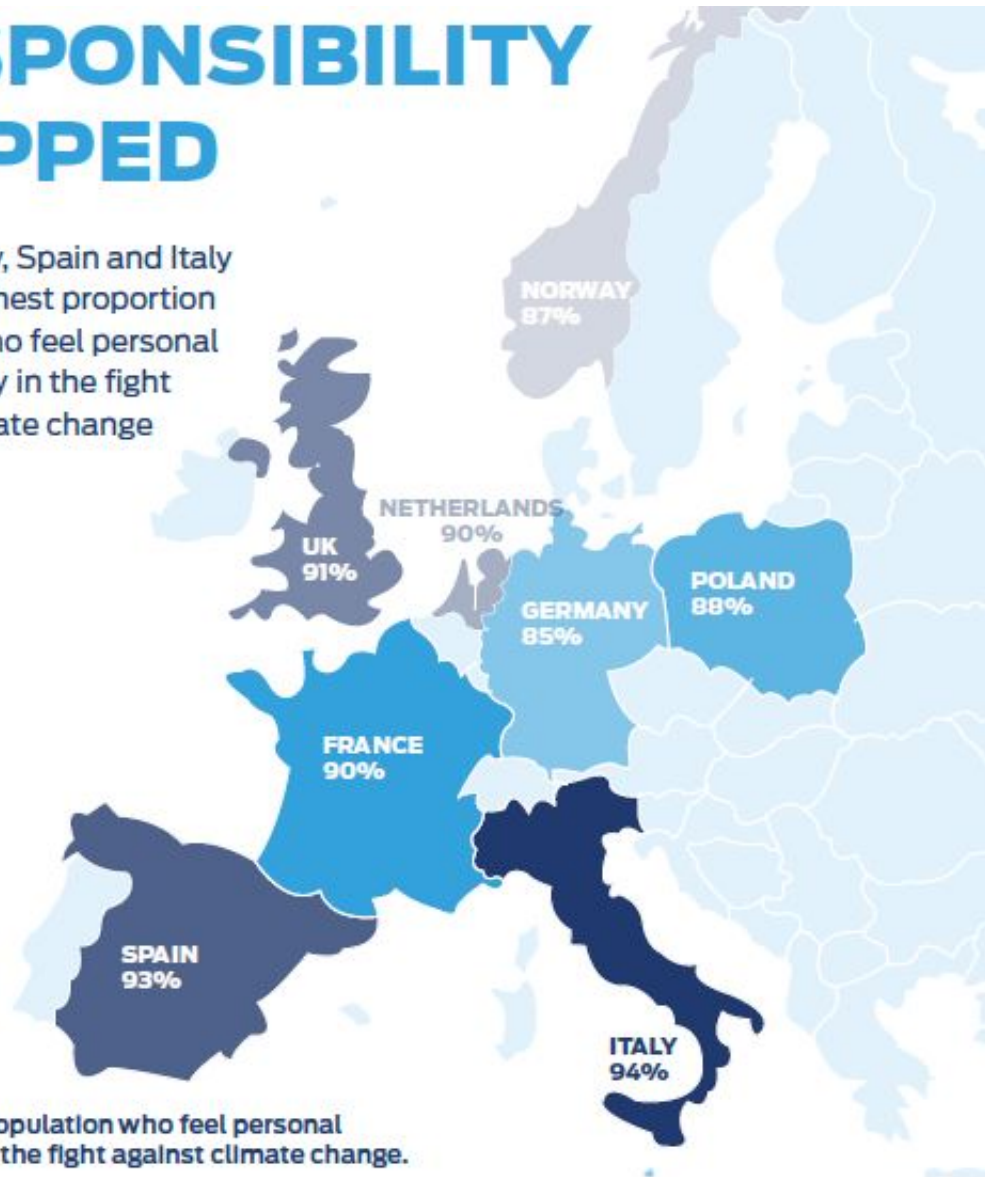 SPONSIBILITY
PPED
, Spain and Italy
nest proportion
no feel personal
y in the fight
ate change
NORWAY
87%
NETHERLANDS
90%
UK
91%
GERMANY
85%
POLAND
88%
FRANCE
90%
SPAIN
93%
ITALY
94%
opulation who feel personal
the fight against climate change.